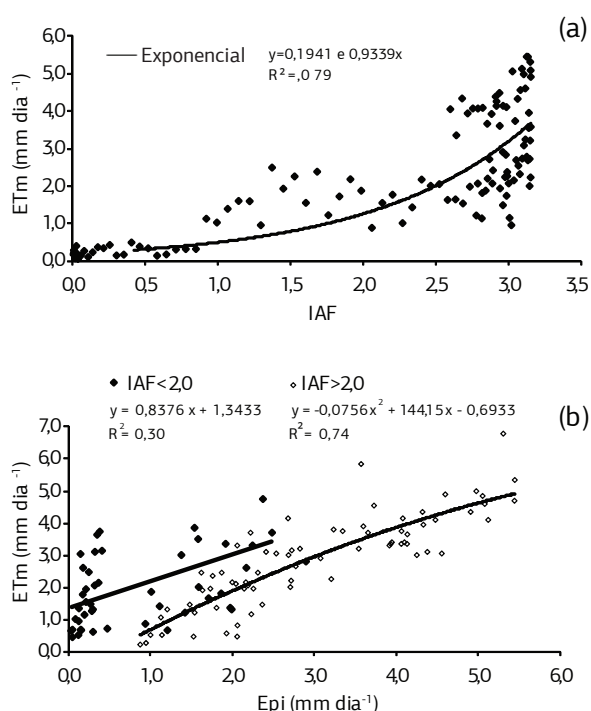 (a)
6,0
5,0
4,0
3,0
2,0
1,0
0,0
ETm (mm dia -1)
Exponencial
y=0,1941 e 0,9339x
R2=,0 79
0,0 0,5 1,0 1,5 2,0 2,5 3,0 3,5
IAF
(b)
IAF<2,0 IAF>2,0
y = 0,8376 x + 1,3433 y = -0,0756x2 + 144,15x - 0,6933
R2= 0,30 R2= 0,74
7,0
6,0
5,0
4,0
3,0
2,0
1,0
0,0
ETm (mm dia-1)
0,0 1,0 2,0 3,0 4,0 5,0 6,0
Epi (mm dia-1)